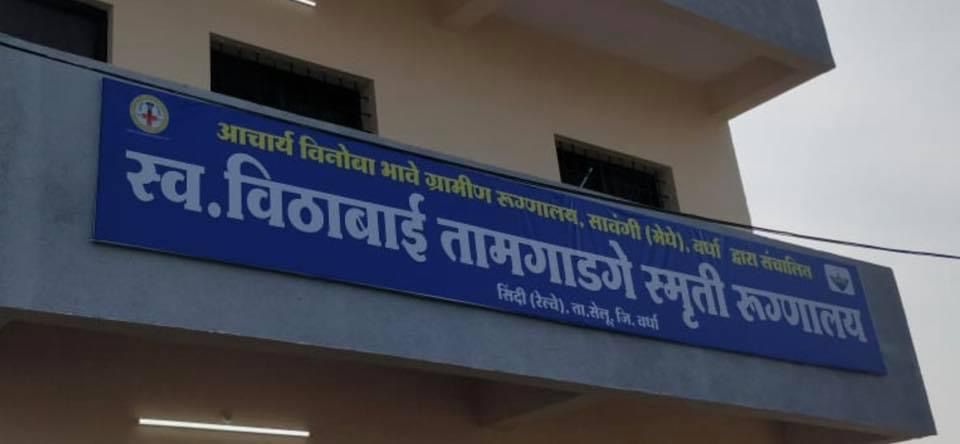 आचार्य विनोबा भावे ग्रामीण रूग्णालय, सावंगी (मेघे), वर्धा द्वारा संचालित
स्व.विठाबाई तामगाडगे स्मृती रूग्णालय
सिंदी (रेल्वे), ता.सेलू, जि. वर्धा